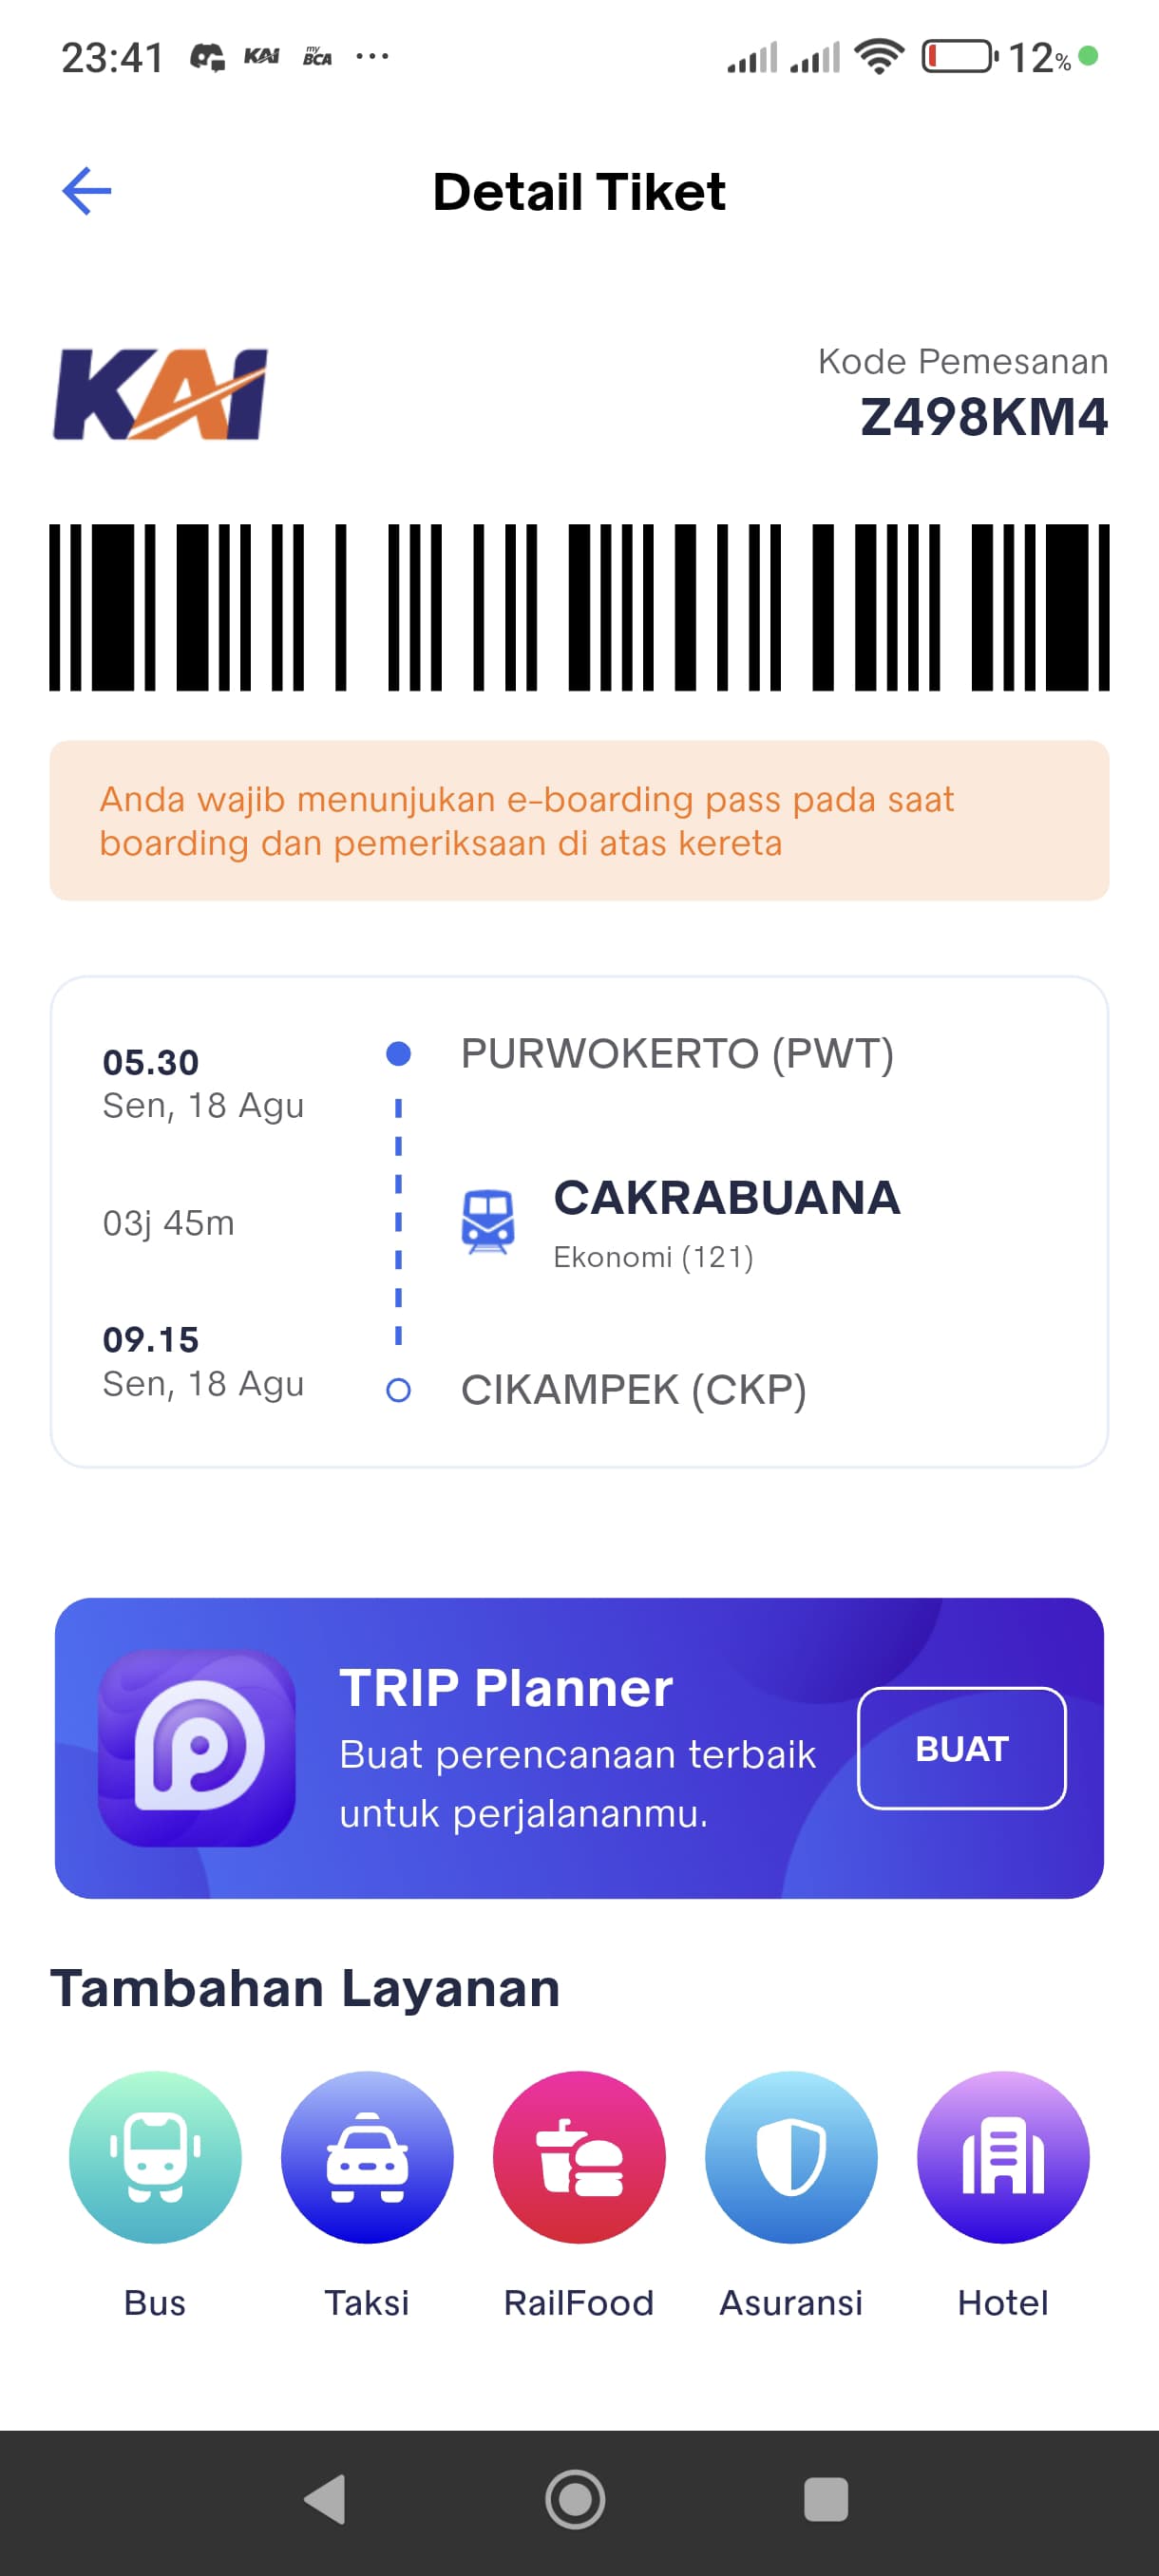 23:41 KAI my BCA ... 12%
Detail Tiket
KAI
Kode Pemesanan
Z498KM4
Anda wajib menunjukan e-boarding pass pada saat
boarding dan pemeriksaan di atas kereta
05.30
PURWOKERTO (PWT)
Sen, 18 Agu
CAKRABUANA
03j 45m
Ekonomi (121)
09.15
Sen, 18 Agu
CIKAMPEK (CKP)
TRIP Planner
Buat perencanaan terbaik
untuk perjalananmu.
BUAT
Tambahan Layanan
Bus Taksi RailFood Asuransi Hotel